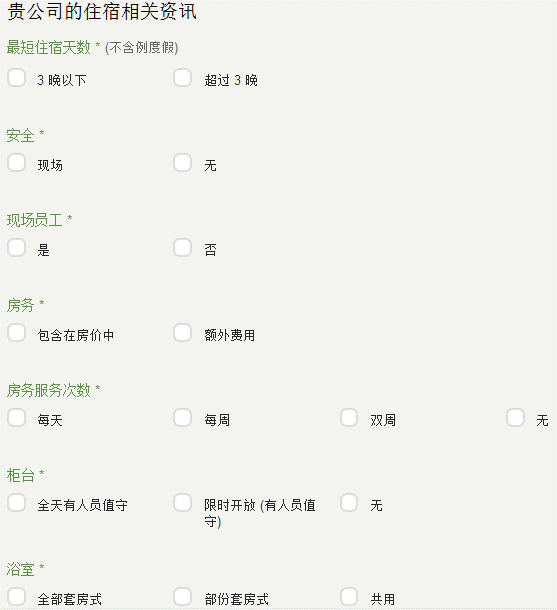 贵公司的住宿相关资讯
最短住宿天数 * (不含例度假)
3 晚以下 超过 3 晚
安全 *
现场 无
现场员工 *
是 否
房务 *
包含在房价中 额外费用
房务服务次数 *
每天 每周 双周 无
柜台 *
全天有人员值守 限时开放 (有人员值守) 无
浴室 *
全部套房式 部份套房式 共用